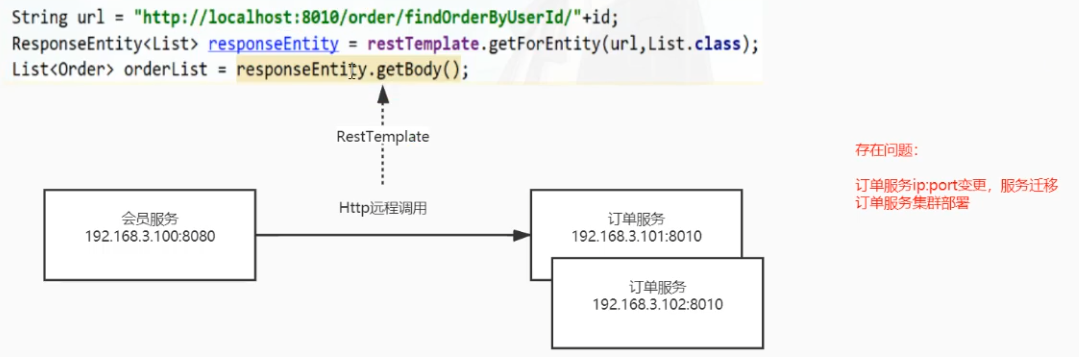 String url = "http://localhost:8010/order/findOrderByUserId/"+id;
ResponseEntity<List> responseEntity = restTemplate.getForEntity(url,List.class);
List<Order> orderList = responseEntity.getBody();
RestTemplate
Http远程调用
会员服务
192.168.3.100:8080
订单服务
192.168.3.101:8010
订单服务
192.168.3.102:8010
存在问题：
订单服务ip:port变更，服务迁移
订单服务集群部署